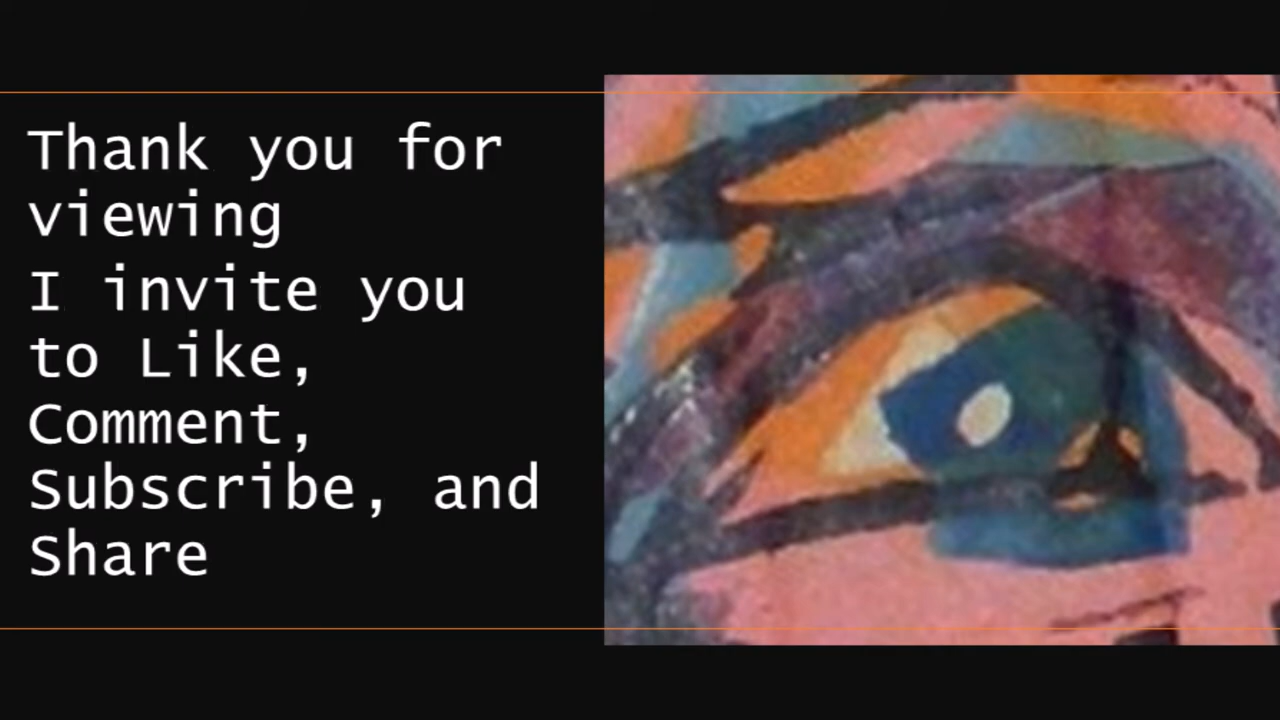 Thank you for
viewing
I invite you
to Like,
Comment,
Subscribe, and
Share